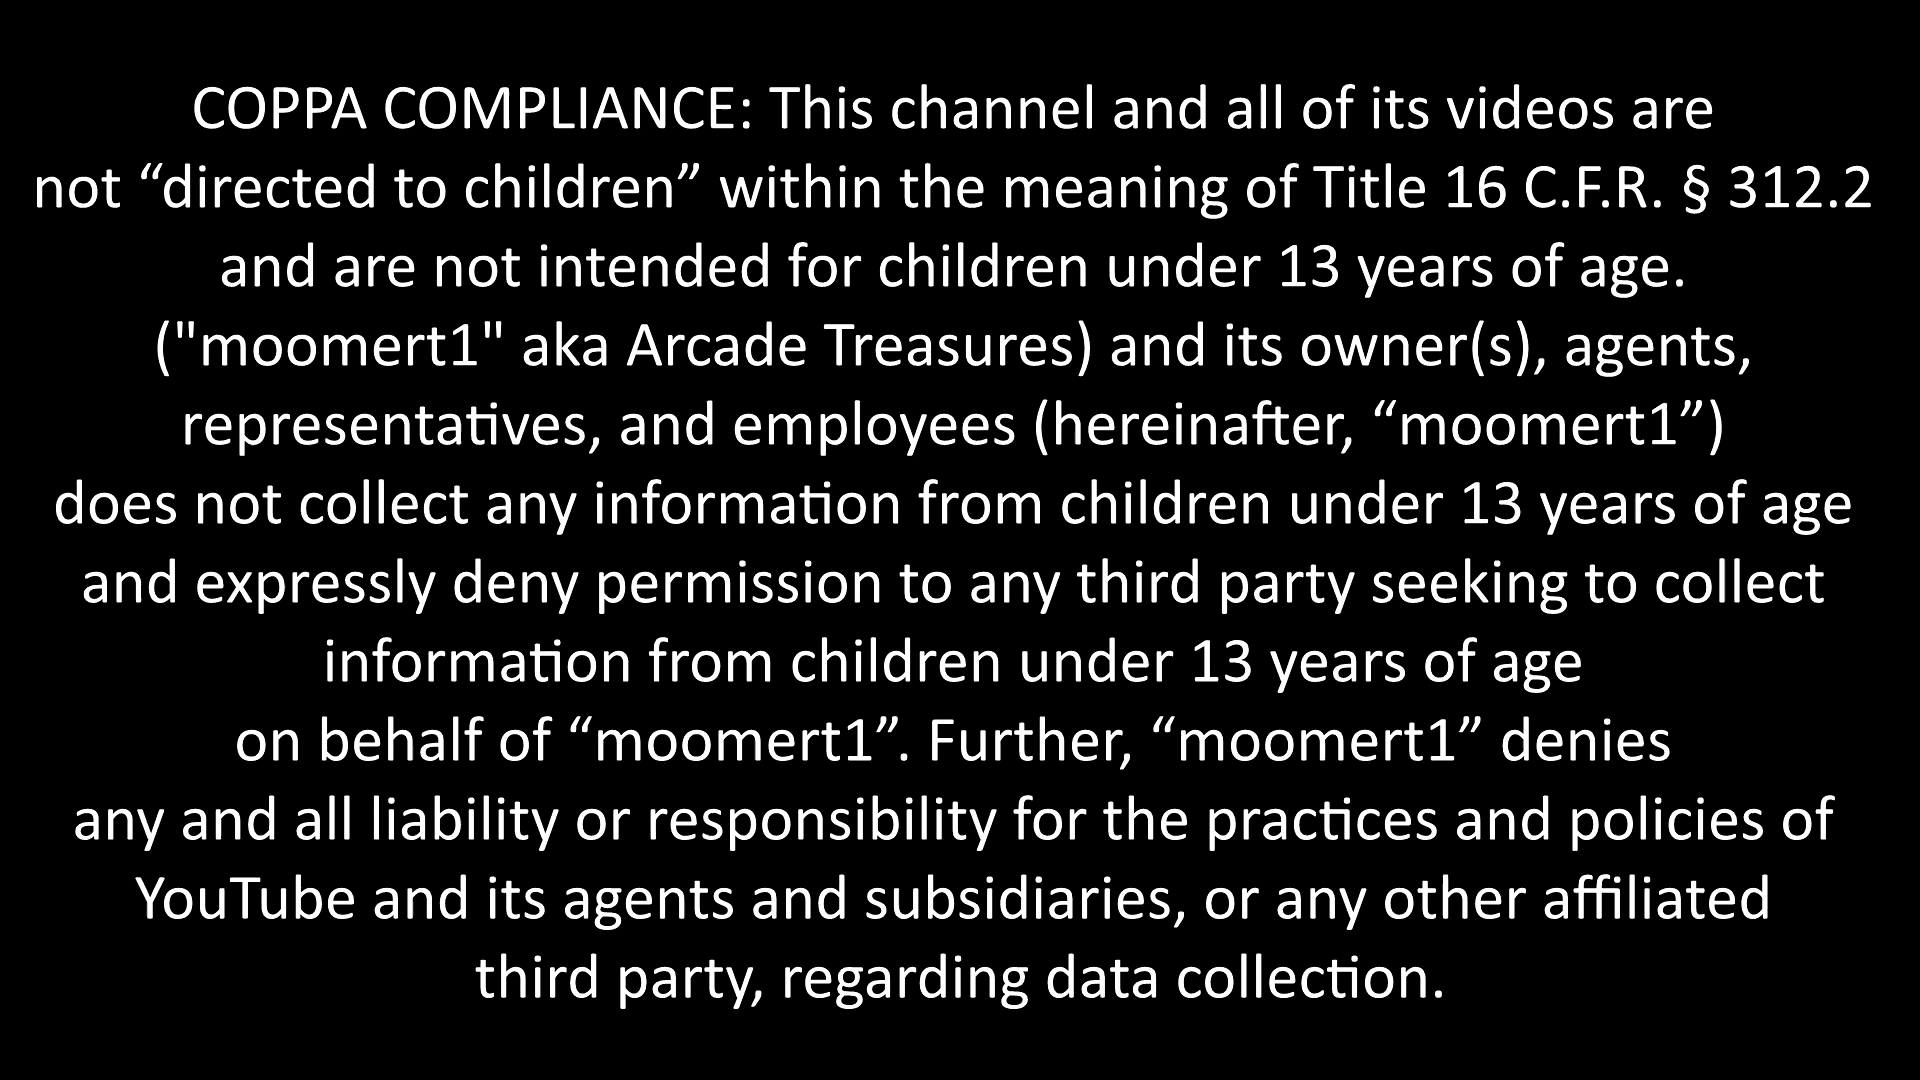 COPPA COMPLIANCE: This channel and all of its videos are
not “directed to children” within the meaning of Title 16 C.F.R. § 312.2
and are not intended for children under 13 years of age.
("moomert1" aka Arcade Treasures) and its owner(s), agents,
representatives, and employees (hereinafter, “moomert1”)
does not collect any information from children under 13 years of age
and expressly deny permission to any third party seeking to collect
information from children under 13 years of age
on behalf of “moomert1”. Further, “moomert1” denies
any and all liability or responsibility for the practices and policies of
YouTube and its agents and subsidiaries, or any other affiliated
third party, regarding data collection.